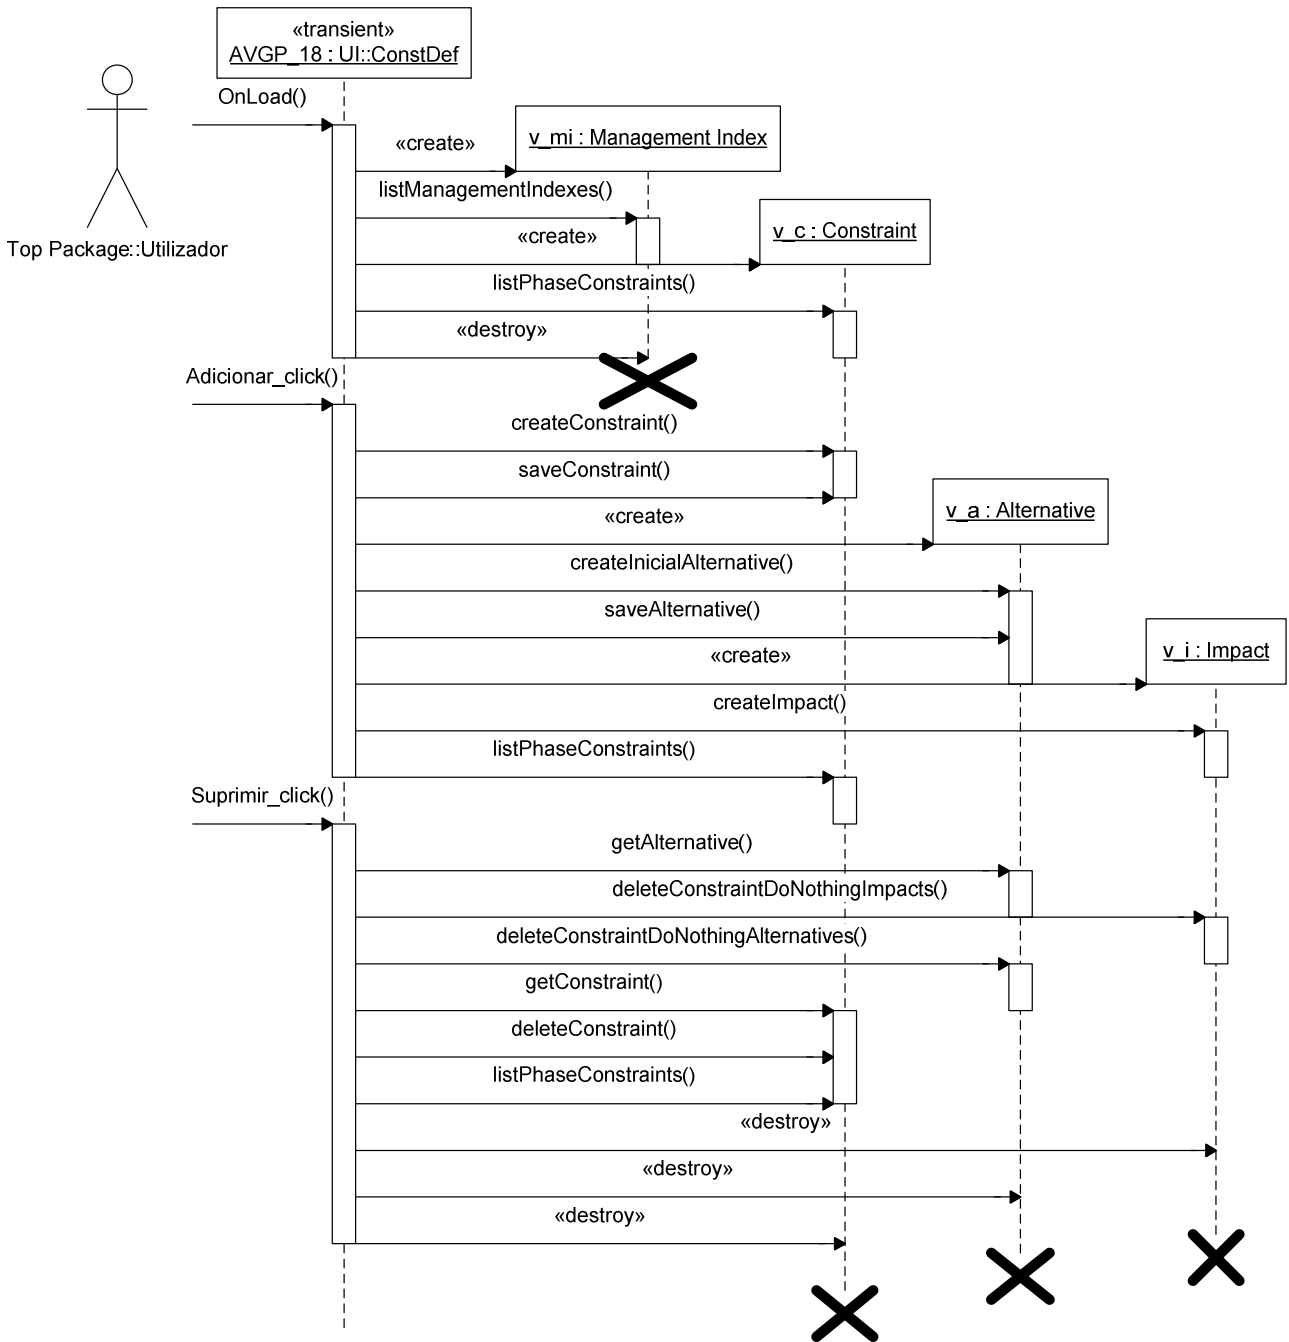 «transient»
AVGP_18 : UI::ConstDef
OnLoad()
v_mi : Management Index
«create»
listManagementIndexes()
v_c : Constraint
«create»
Top Package::Utilizador
listPhaseConstraints()
«destroy»
Adicionar_click()
createConstraint()
saveConstraint()
v_a : Alternative
«create»
createInicialAlternative()
saveAlternative()
v_i : Impact
«create»
createImpact()
listPhaseConstraints()
Suprimir_click()
getAlternative()
deleteConstraintDoNothingImpacts()
deleteConstraintDoNothingAlternatives()
getConstraint()
deleteConstraint()
listPhaseConstraints()
«destroy»
«destroy»
«destroy»